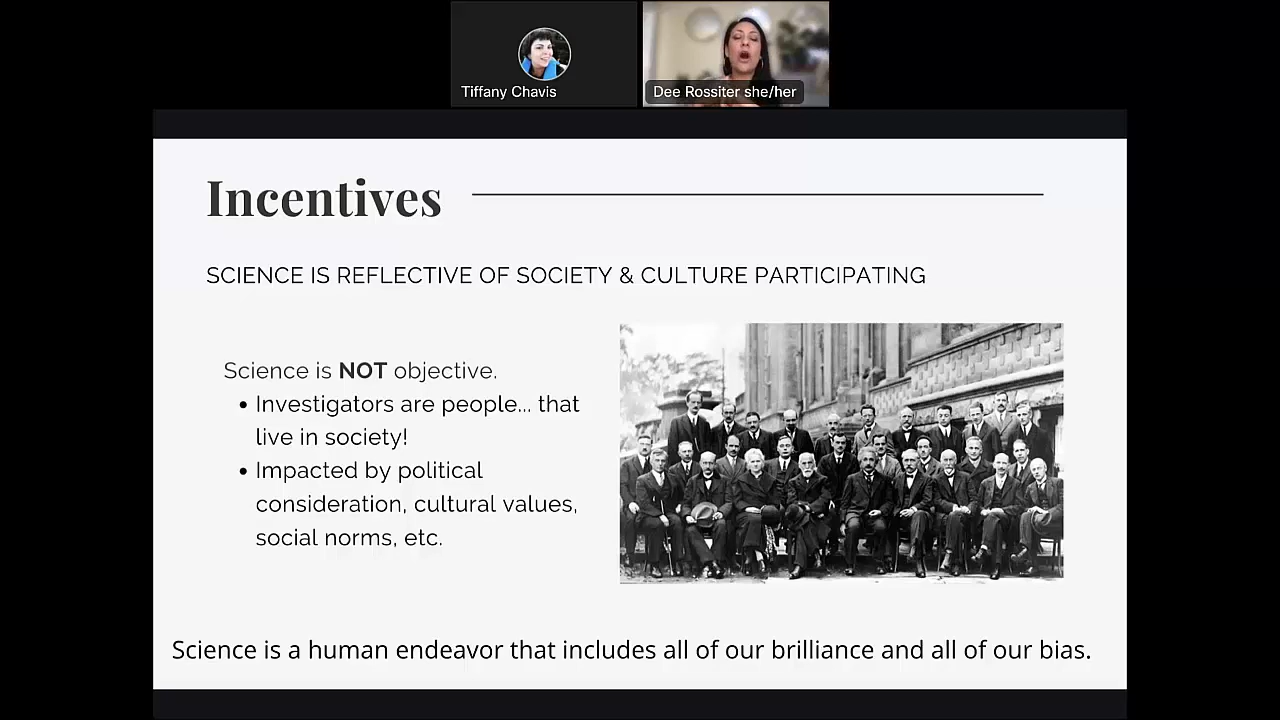 Tiffany Chavis
Dee Rossiter she/her
Incentives
SCIENCE IS REFLECTIVE OF SOCIETY & CULTURE PARTICIPATING
Science is NOT objective.
• Investigators are people... that
live in society!
• Impacted by political
consideration, cultural values,
social norms, etc.
Science is a human endeavor that includes all of our brilliance and all of our bias.